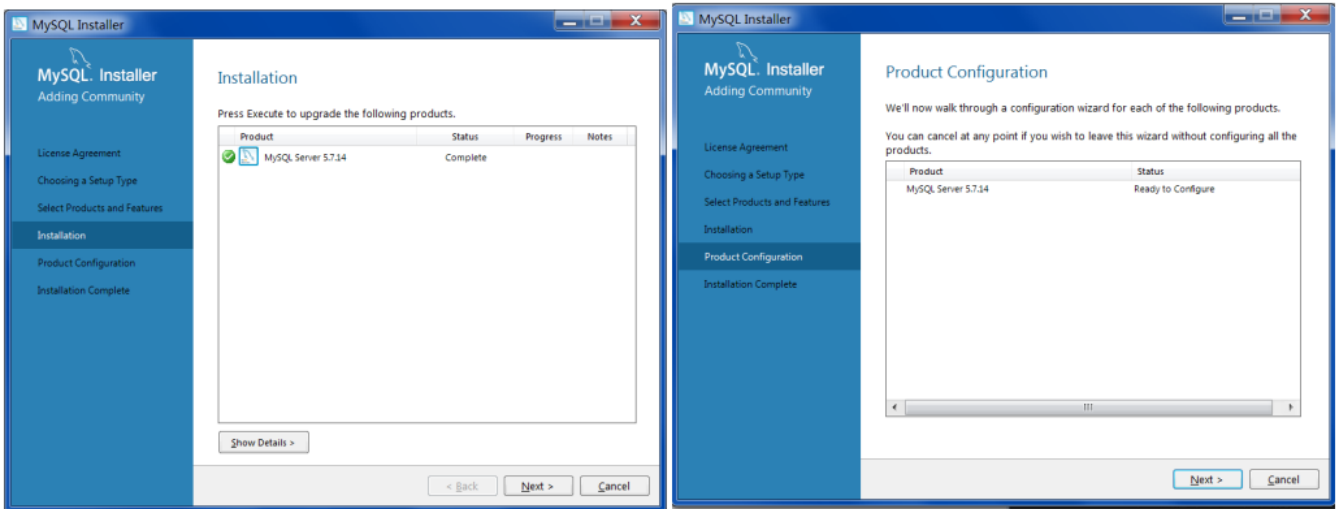 MySQL Installer
MySQL. Installer
Adding Community
License Agreement
Choosing a Setup Type
Select Products and Features
Installation
Product Configuration
Installation Complete
Installation
Press Execute to upgrade the following products.
Product Status Progress Notes
MySQL Server 5.7.14 Complete
Show Details >
< Back Next > Cancel
MySQL Installer
MySQL. Installer
Adding Community
License Agreement
Choosing a Setup Type
Select Products and Features
Installation
Product Configuration
Installation Complete
Product Configuration
We'll now walk through a configuration wizard for each of the following products.
You can cancel at any point if you wish to leave this wizard without configuring all the
products.
Product Status
MySQL Server 5.7.14 Ready to Configure
Next > Cancel